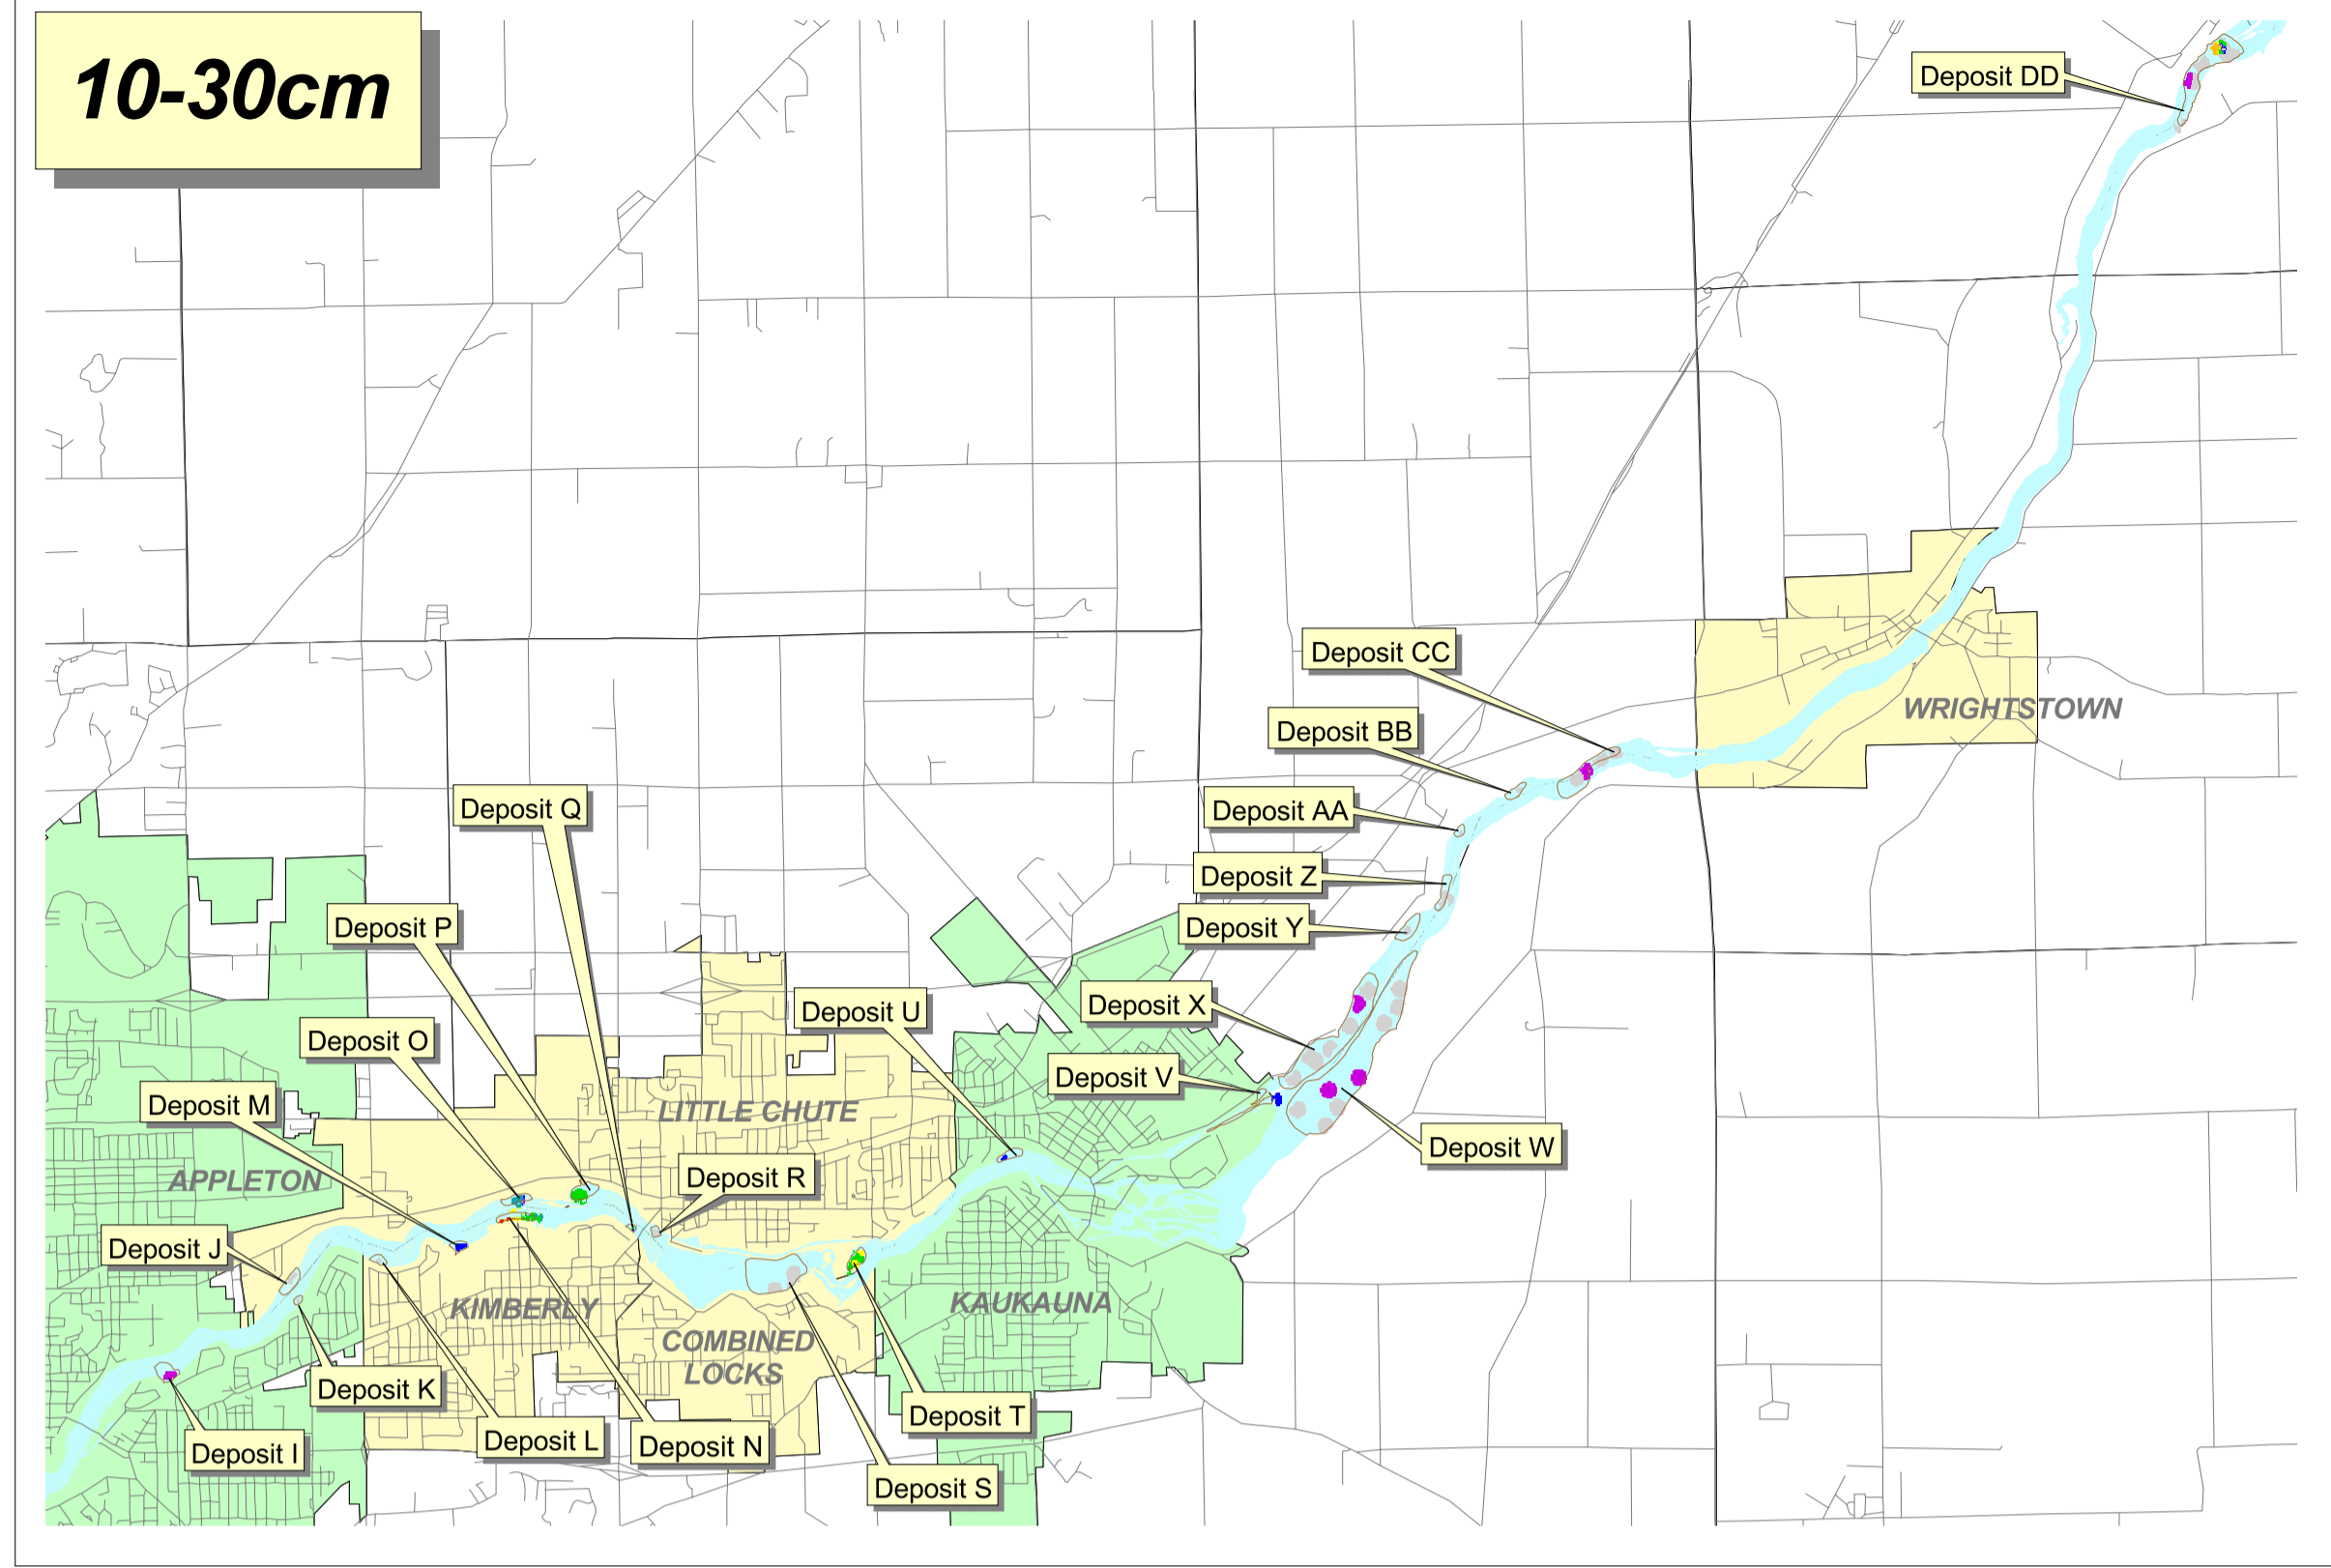 10-30cm
Deposit DD
Deposit CC
WRIGHTSTOWN
Deposit BB
Deposit AA
Deposit Q
Deposit Z
Deposit P
Deposit Y
Deposit X
Deposit U
Deposit O
Deposit V
Deposit M
LITTLE CHUTE
Deposit W
APPLETON
Deposit R
Deposit J
KIMBERLY
KAUKAUNA
COMBINED
LOCKS
Deposit K
Deposit T
Deposit I
Deposit L
Deposit N
Deposit S